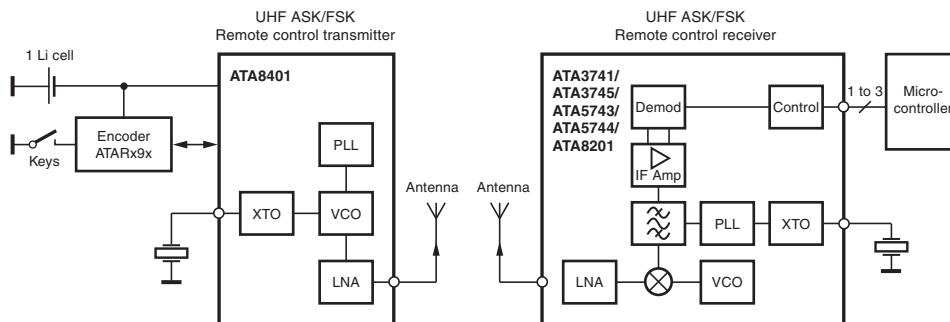 UHF ASK/FSK
Remote control transmitter
UHF ASK/FSK
Remote control receiver
1 Li cell
ATA8401
Encoder
ATARx9x
Keys
PLL
XTO
VCO
LNA
Antenna
Antenna
ATA3741/
ATA3745/
ATA5743/
ATA5744/
ATA8201
Demod
Control
1 to 3
Micro-
controller
IF Amp
PLL
XTO
LNA
VCO